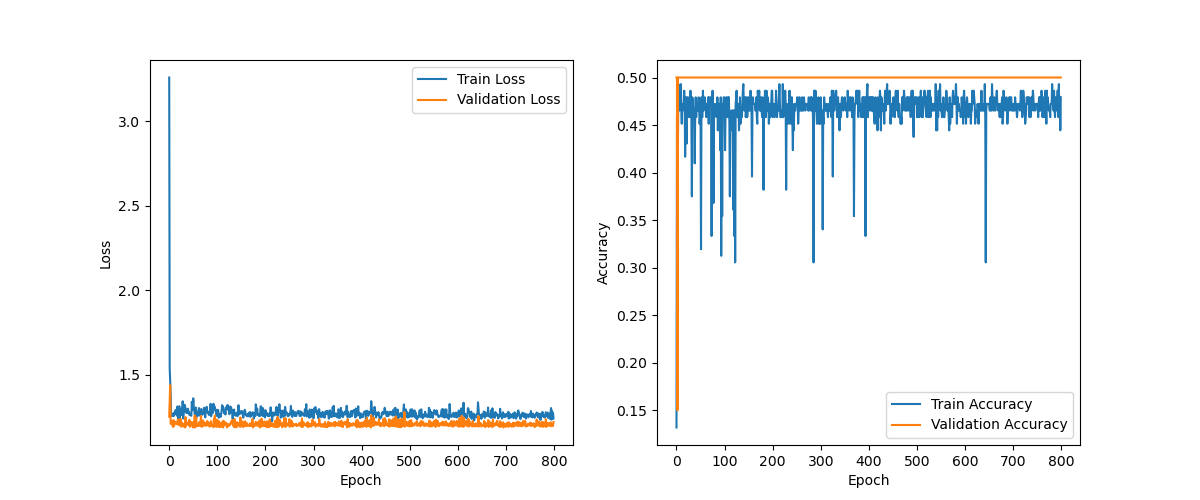 Train Loss
Validation Loss
3.0
2.5
2.0
1.5
Loss
0 100 200 300 400 500 600 700 800
Epoch
0.50
0.45
0.40
0.35
0.30
0.25
0.20
0.15
Accuracy
Train Accuracy
Validation Accuracy
0 100 200 300 400 500 600 700 800
Epoch